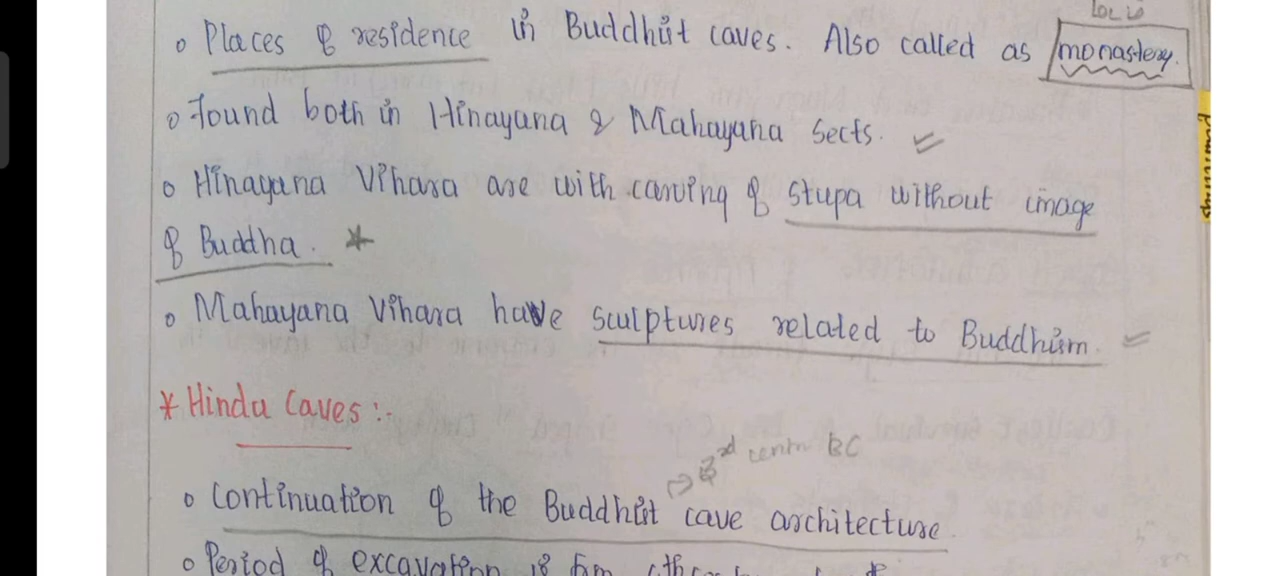 o Places of residence in Buddhist caves. Also called as monastery.
o Found both in Hinayana & Mahayana Sects.
o Hinayana Vihara are with carving of Stupa without image
of Buddha. *
o Mahayana Vihara have sculptures related to Buddhism.
* Hindu Caves :-
BC
o Continuation of the Buddhist cave architecture.
o Period of excavation is